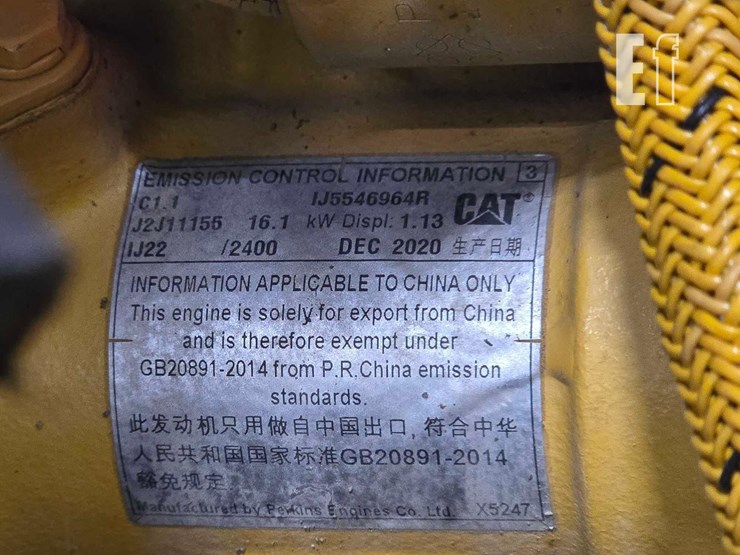 Ef
EMISSION CONTROL INFORMATION 3
C1.1 IJ5546964R CAT®
J2J11155 16.1 kW Displ: 1.13
IJ22 /2400 DEC 2020 生产日期
INFORMATION APPLICABLE TO CHINA ONLY
This engine is solely for export from China
and is therefore exempt under
GB20891-2014 from P.R.China emission
standards.
此发动机只用做自中国出口, 符合中华
人民共和国国家标准GB20891-2014
豁免规定
Manufactured by Perkins Engines Co. Ltd. X5247